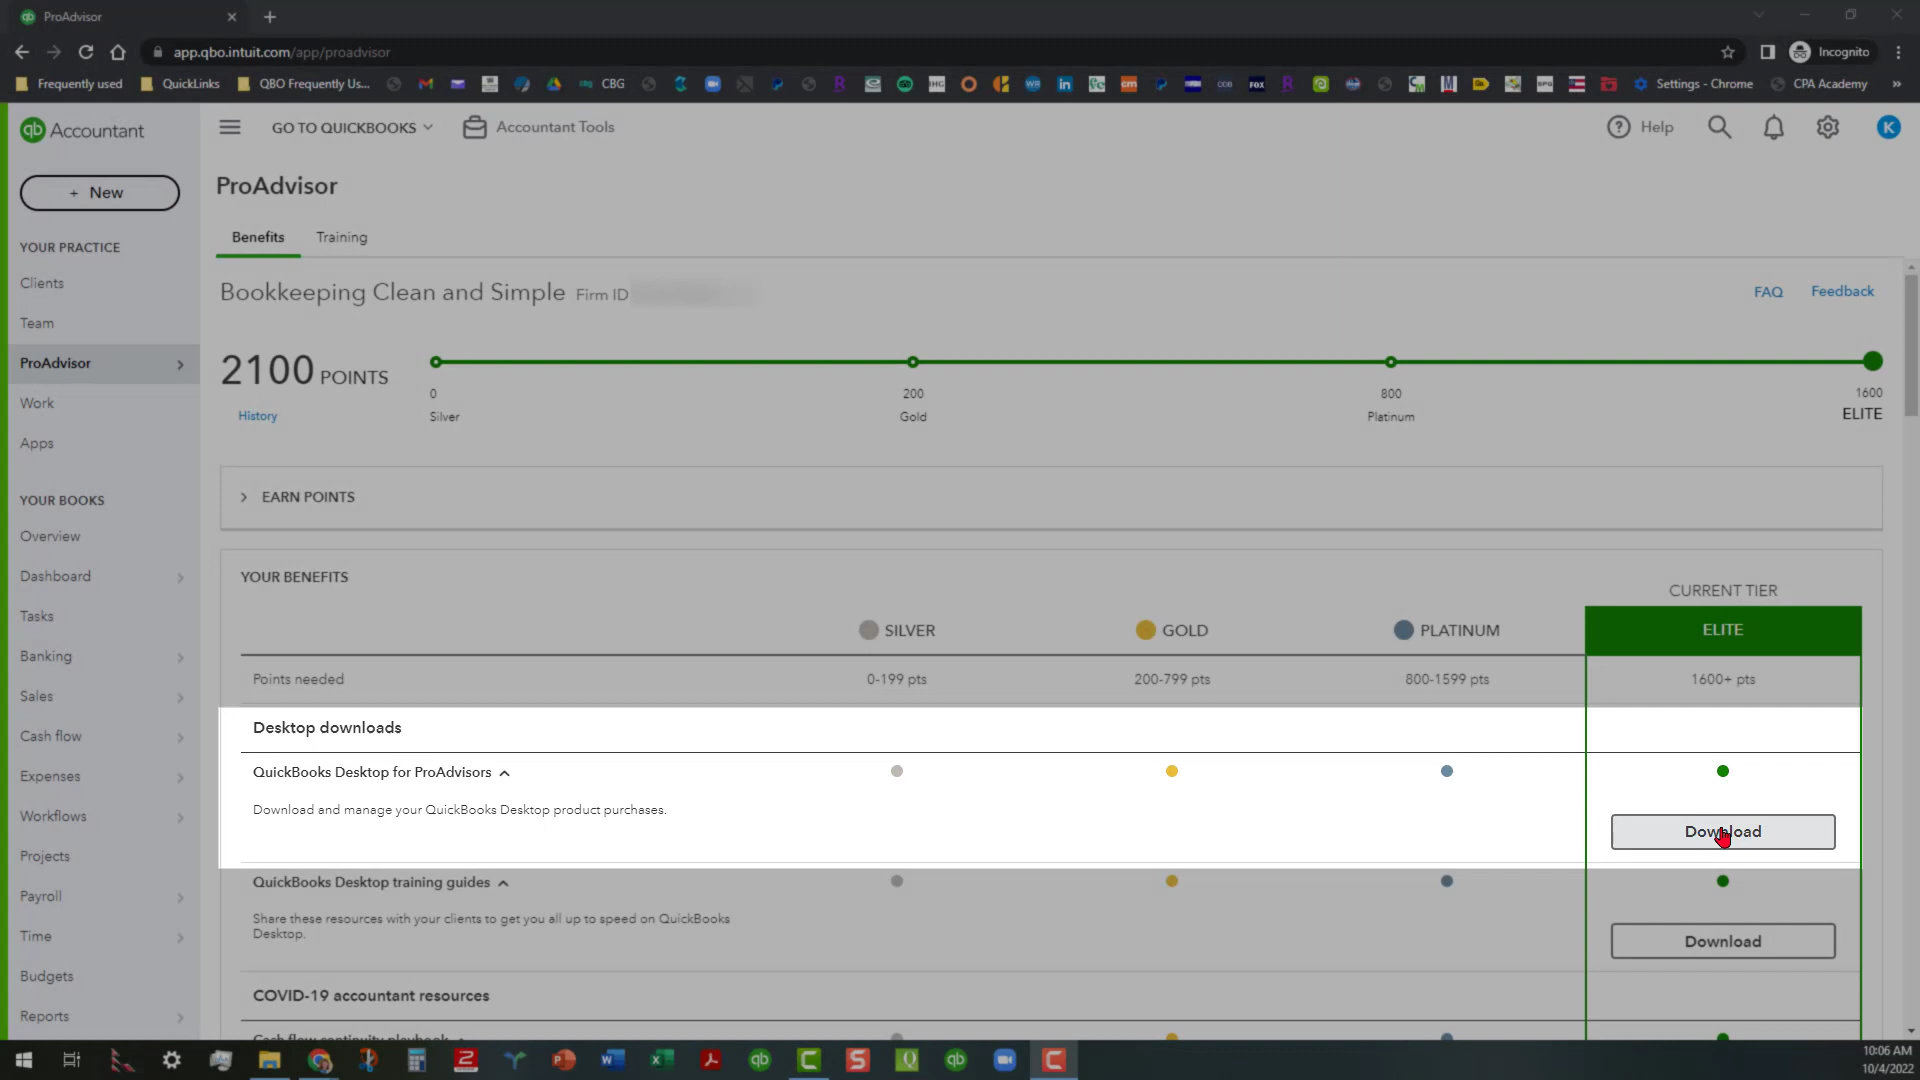 ProAdvisor
app.qbo.intuit.com/app/proadvisor
Incognito
Frequently used
QuickLinks
QBO Frequently Us...
CBG
Settings - Chrome
CPA Academy
qb Accountant
GO TO QUICKBOOKS
Accountant Tools
Help
K
+ New
ProAdvisor
YOUR PRACTICE
Clients
Team
ProAdvisor
Work
Apps
YOUR BOOKS
Overview
Dashboard
Tasks
Banking
Sales
Cash flow
Expenses
Workflows
Projects
Payroll
Time
Budgets
Reports
Benefits
Training
Bookkeeping Clean and Simple Firm ID
FAQ
Feedback
2100 POINTS
History
0
Silver
200
Gold
800
Platinum
1600
ELITE
EARN POINTS
YOUR BENEFITS
CURRENT TIER
SILVER
GOLD
PLATINUM
ELITE
Points needed
0-199 pts
200-799 pts
800-1599 pts
1600+ pts
Desktop downloads
QuickBooks Desktop for ProAdvisors
Download and manage your QuickBooks Desktop product purchases.
Download
QuickBooks Desktop training guides
Share these resources with your clients to get you all up to speed on QuickBooks
Desktop.
Download
COVID-19 accountant resources
Cash flow continuity playbook
10:06 AM
10/4/2022